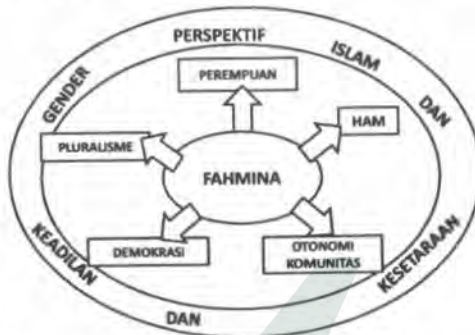 PERSPEKTIF
ISLAM
DAN
KESETARAAN
DAN
KEADILAN
GENDER
PEREMPUAN
HAM
PLURALISME
FAHMINA
DEMOKRASI
OTONOMI
KOMUNITAS